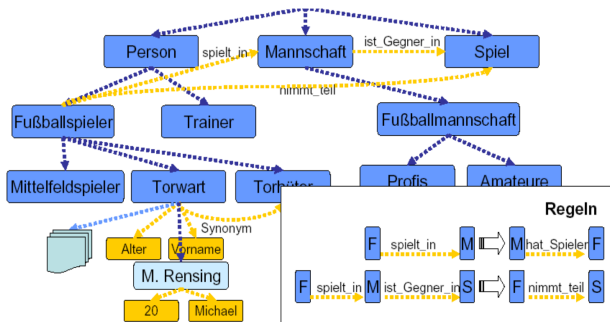 Person
spielt_in
Mannschaft
ist_Gegner_in
Spiel
nimmt_teil
Fußballspieler
Trainer
Fußballmannschaft
Mittelfeldspieler
Torwart
Torhüter
Profis
Amateure
Synonym
Alter
Vorname
M. Rensing
20
Michael
Regeln
F spielt_in M M hat_Spieler F
F spielt_in M ist_Gegner_in S F nimmt_teil S